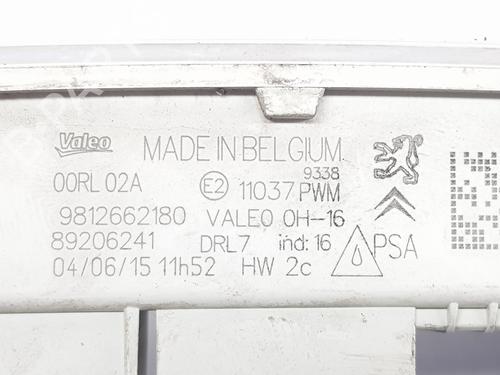 Valeo MADE IN BELGIUM
9338
00RL 02A E2 11037 PWM
9812662180 VALEO 0H-16
89206241 DRL7 ind: 16 PSA
04/06/15 11h52 HW 2c